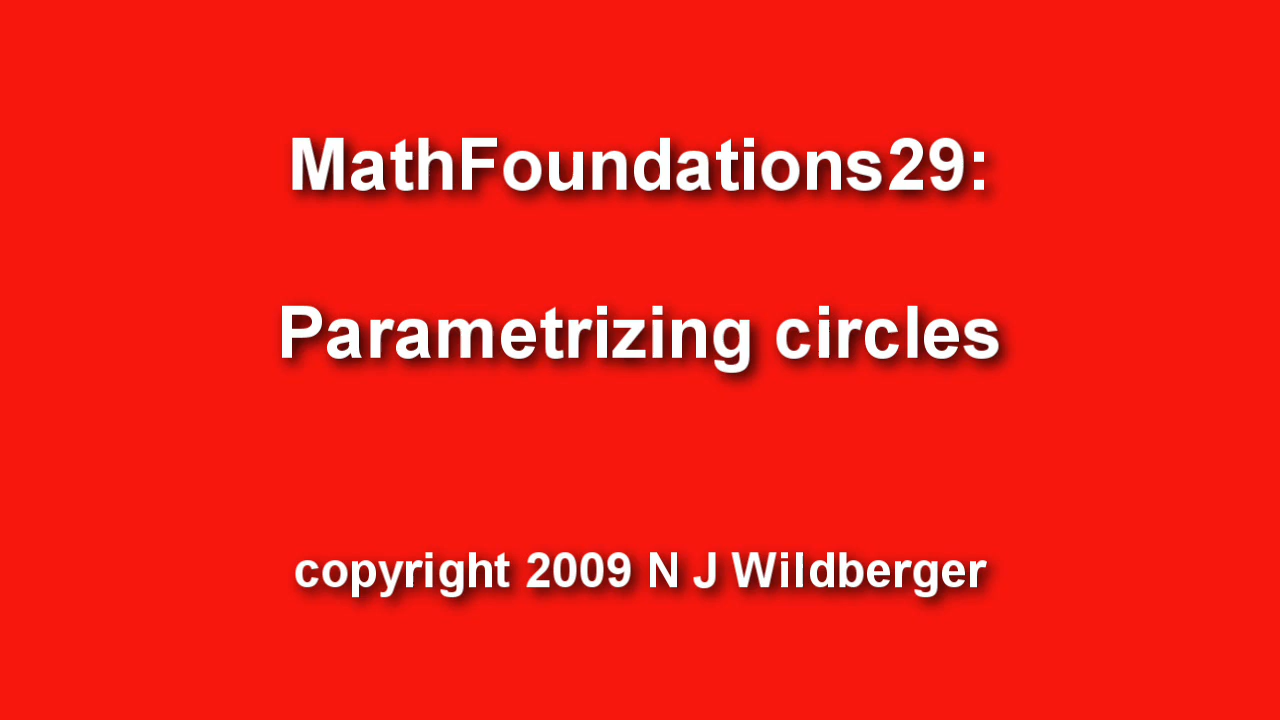 MathFoundations29:
Parametrizing circles
copyright 2009 N J Wildberger